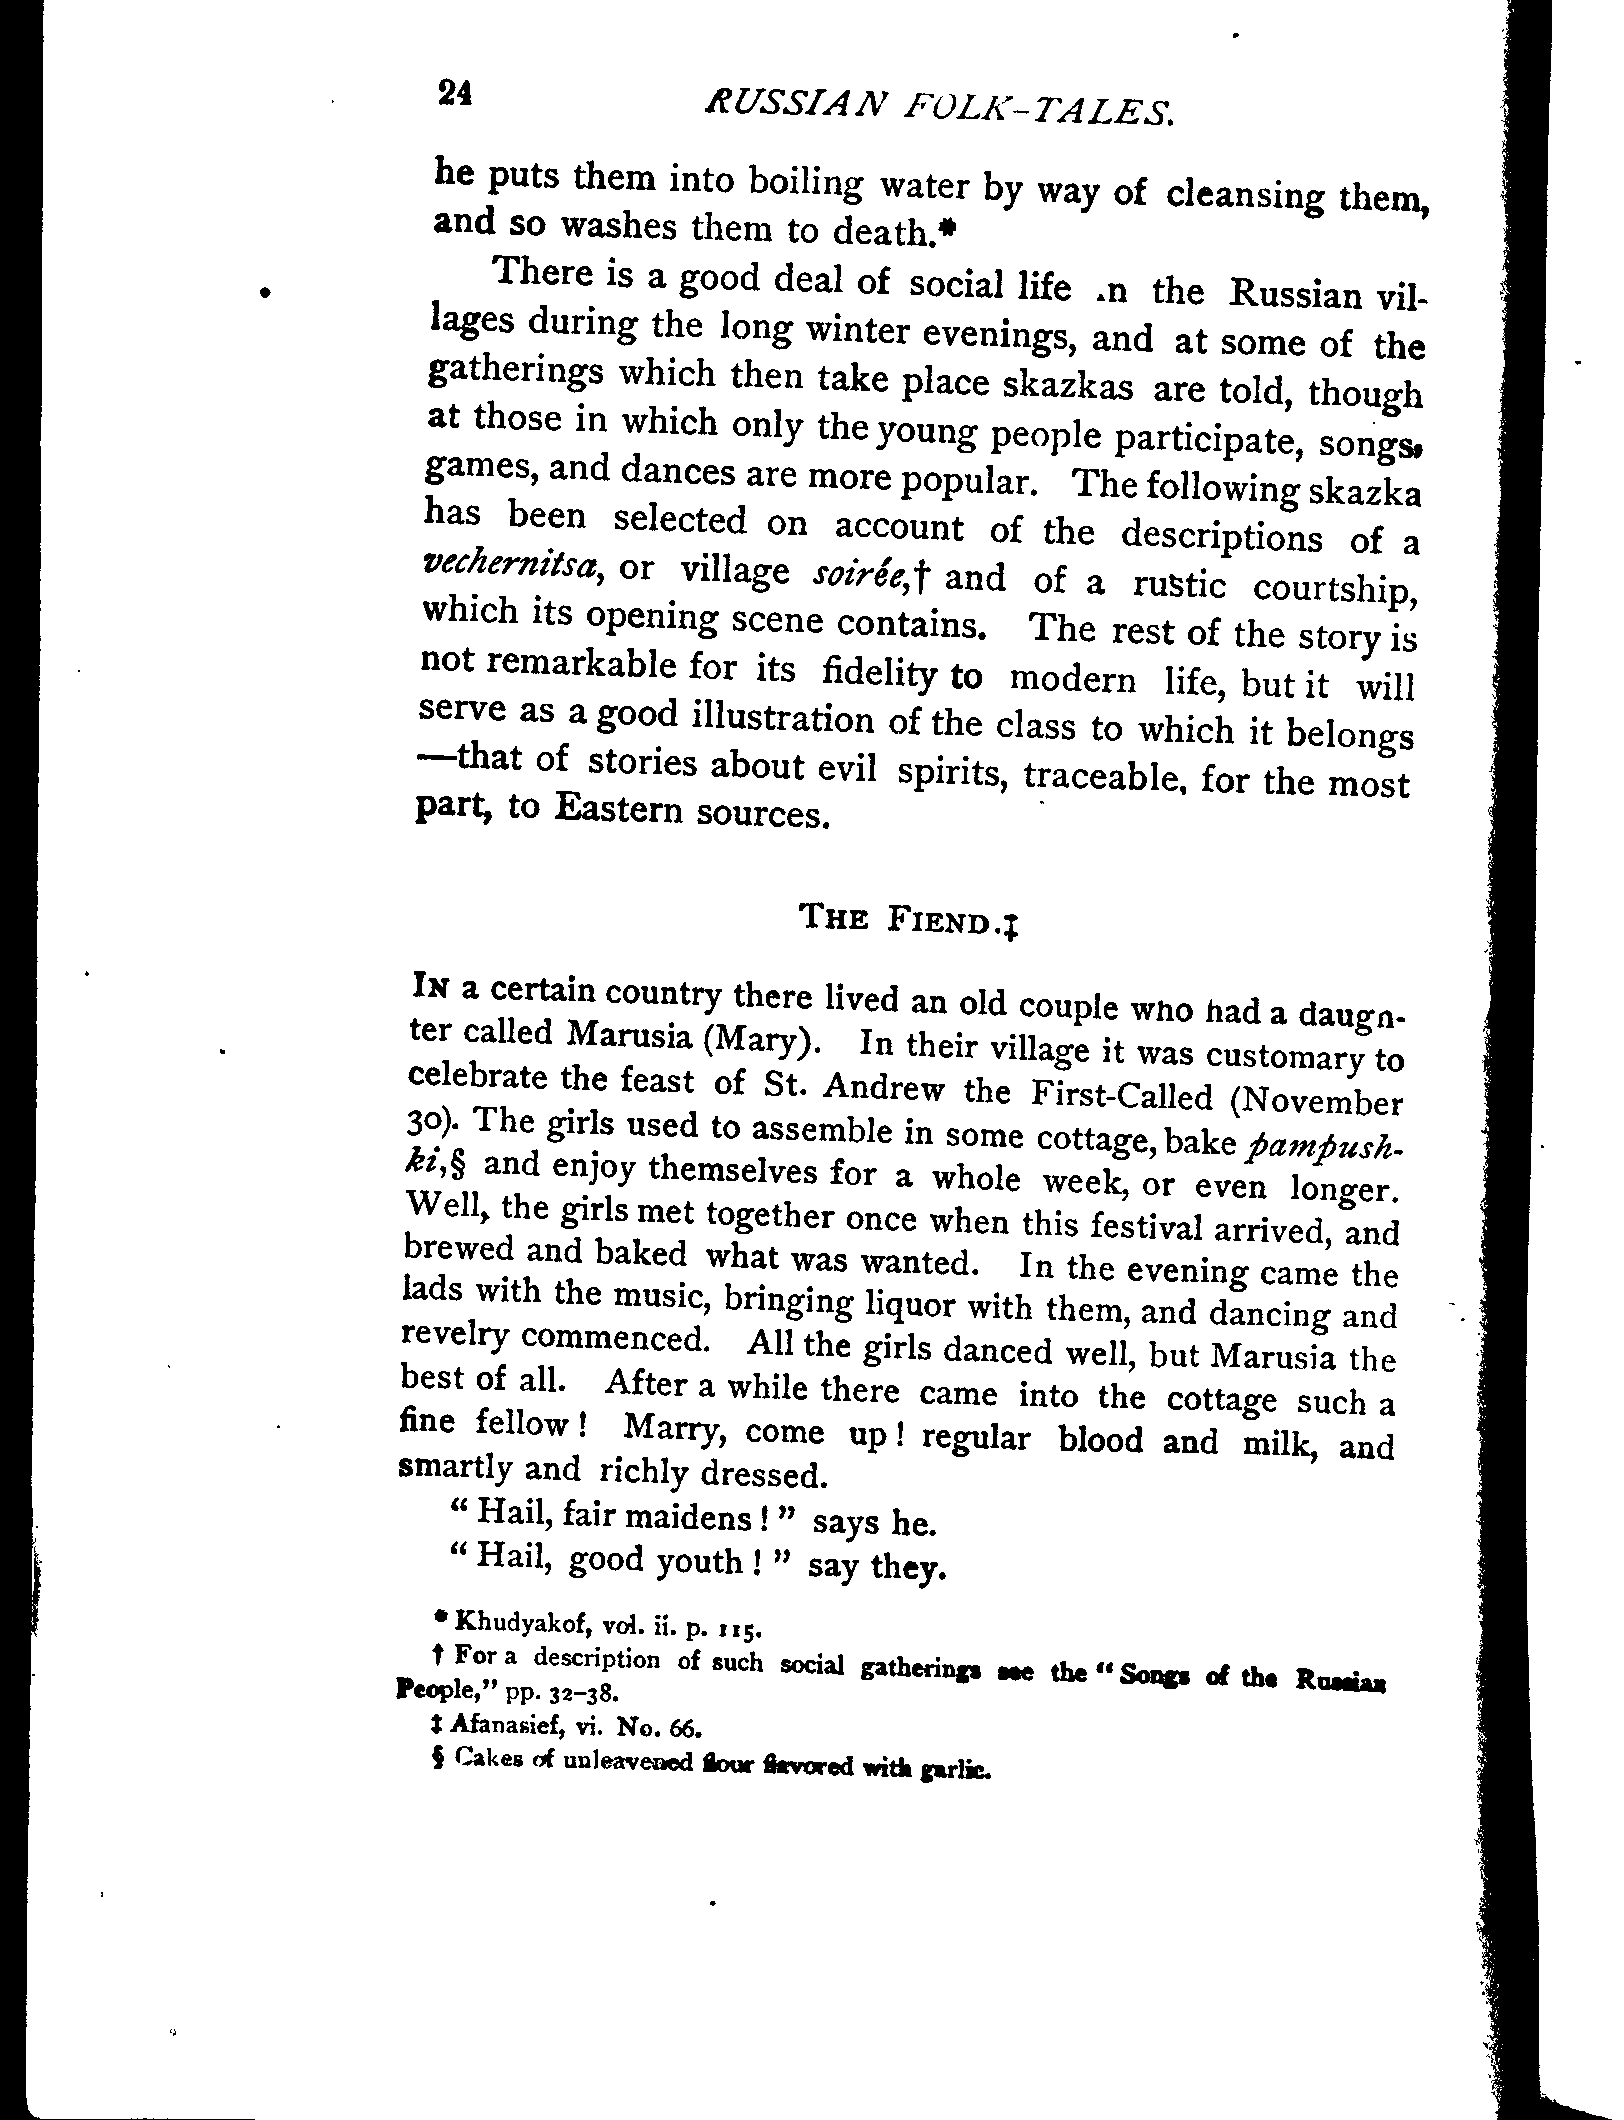 24 RUSSIAN FOLK-TALES.
he puts them into boiling water by way of cleansing them,
and so washes them to death.*
There is a good deal of social life .n the Russian vil-
lages during the long winter evenings, and at some of the
gatherings which then take place skazkas are told, though
at those in which only the young people participate, songs,
games, and dances are more popular. The following skazka
has been selected on account of the descriptions of a
vechernitsa, or village soirée,† and of a rustic courtship,
which its opening scene contains. The rest of the story is
not remarkable for its fidelity to modern life, but it will
serve as a good illustration of the class to which it belongs
—that of stories about evil spirits, traceable, for the most
part, to Eastern sources.
THE FIEND.‡
IN a certain country there lived an old couple who had a daugh-
ter called Marusia (Mary). In their village it was customary to
celebrate the feast of St. Andrew the First-Called (November
30). The girls used to assemble in some cottage, bake pampush-
ki,§ and enjoy themselves for a whole week, or even longer.
Well, the girls met together once when this festival arrived, and
brewed and baked what was wanted. In the evening came the
lads with the music, bringing liquor with them, and dancing and
revelry commenced. All the girls danced well, but Marusia the
best of all. After a while there came into the cottage such a
fine fellow! Marry, come up! regular blood and milk, and
smartly and richly dressed.
"Hail, fair maidens!" says he.
"Hail, good youth!" say they.
* Khudyakof, vol. ii. p. 115.
† For a description of such social gatherings see the "Songs of the Russian
People," pp. 32–38.
‡ Afanasief, vi. No. 66.
§ Cakes of unleavened flour flavored with garlic.